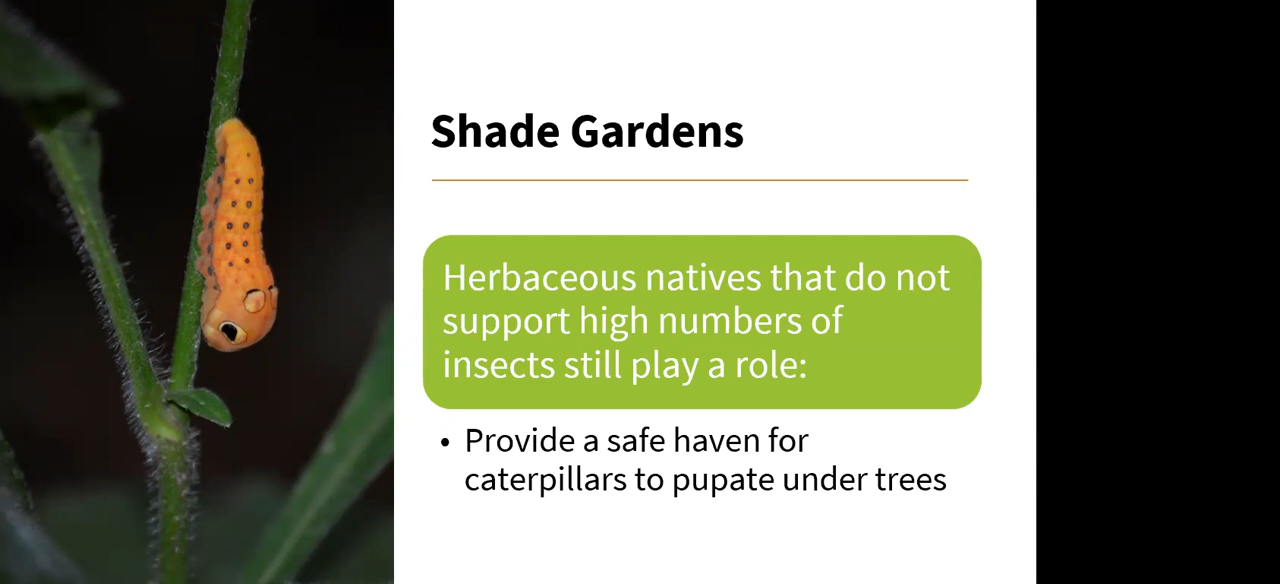 Shade Gardens
Herbaceous natives that do not
support high numbers of
insects still play a role:
• Provide a safe haven for
caterpillars to pupate under trees